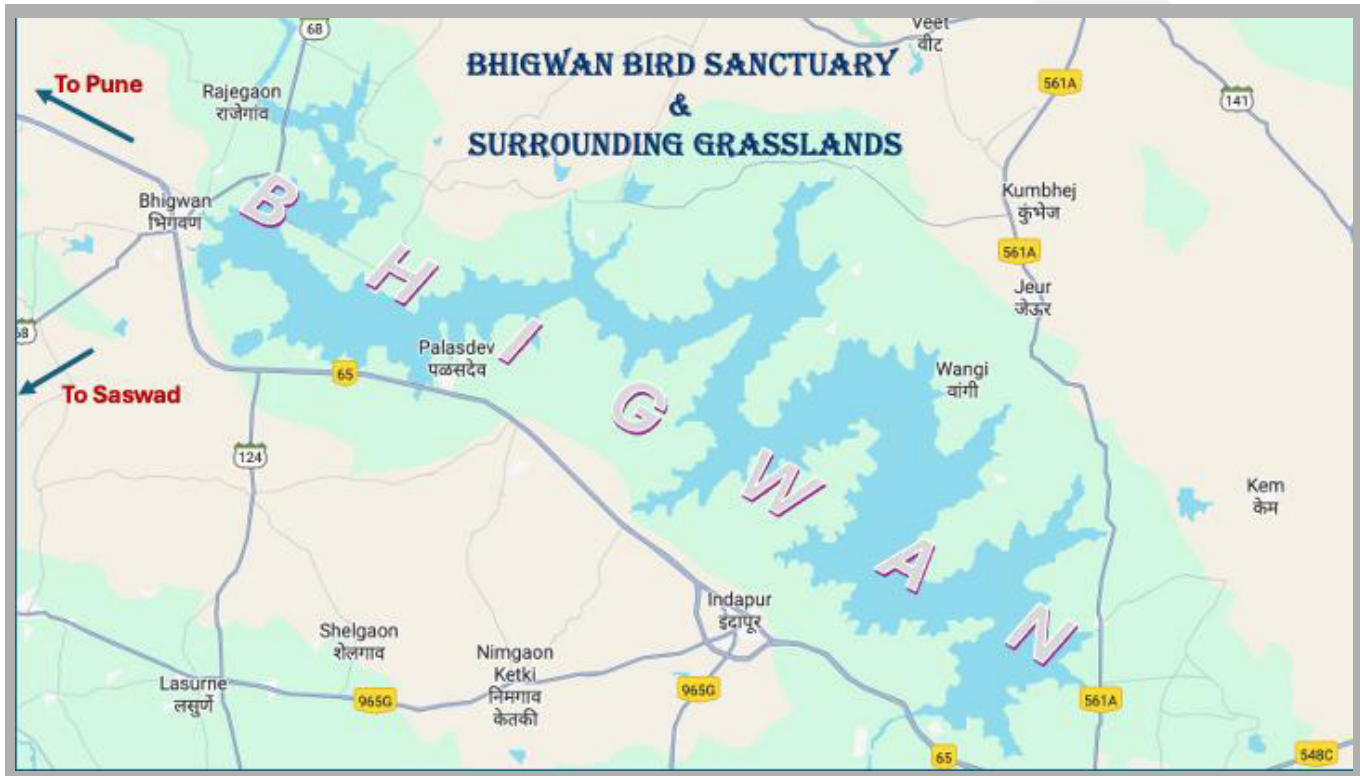 BHIGWAN BIRD SANCTUARY
&
SURROUNDING GRASSLANDS
Veet
वीट
68
To Pune
Rajegaon
राजेगांव
561A
141
Bhigwan
भिगवण
Kumbhej
कुंभेज
561A
Jeur
जेऊर
68
Palasdev
पळसदेव
65
To Saswad
Wangi
वांगी
BHIGWAN
124
Kem
केम
Indapur
इंदापूर
Shelgaon
शेलगाव
Nimgaon
Ketki
निमगाव
केतकी
Lasurne
लसुर्णे
965G
965G
561A
65
548C